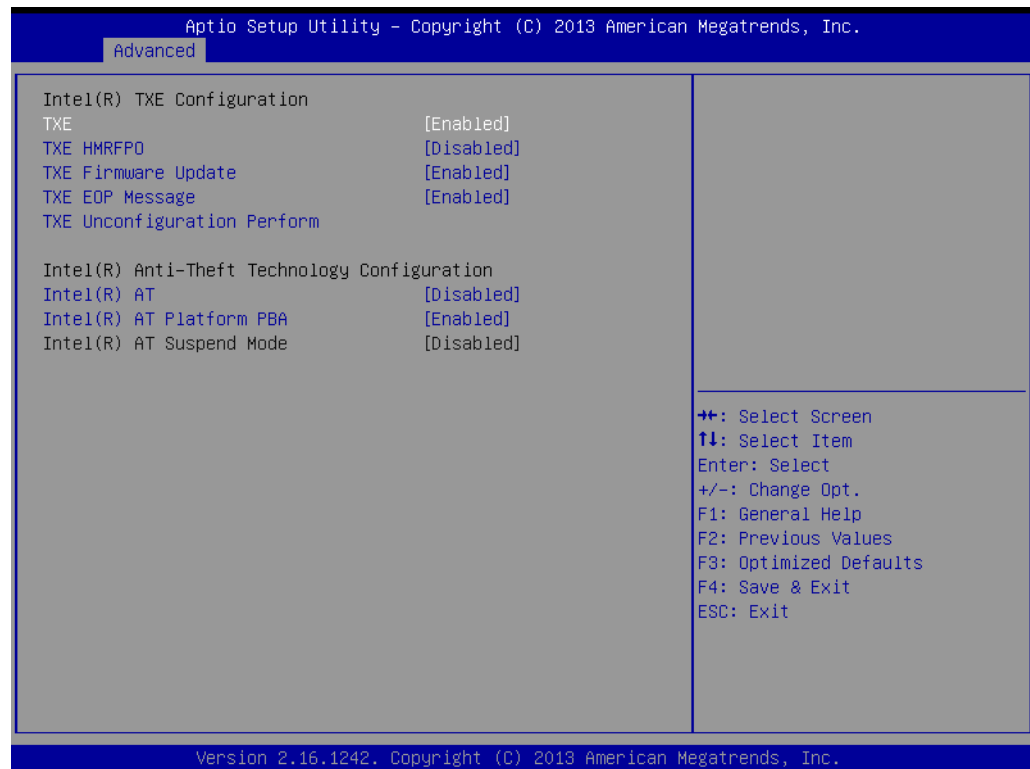 Aptio Setup Utility – Copyright (C) 2013 American Megatrends, Inc.
Advanced
Intel(R) TXE Configuration
TXE [Enabled]
TXE HMRFPO [Disabled]
TXE Firmware Update [Enabled]
TXE EOP Message [Enabled]
TXE Unconfiguration Perform
Intel(R) Anti-Theft Technology Configuration
Intel(R) AT [Disabled]
Intel(R) AT Platform PBA [Enabled]
Intel(R) AT Suspend Mode [Disabled]
→←: Select Screen
↑↓: Select Item
Enter: Select
+/-: Change Opt.
F1: General Help
F2: Previous Values
F3: Optimized Defaults
F4: Save & Exit
ESC: Exit
Version 2.16.1242. Copyright (C) 2013 American Megatrends, Inc.